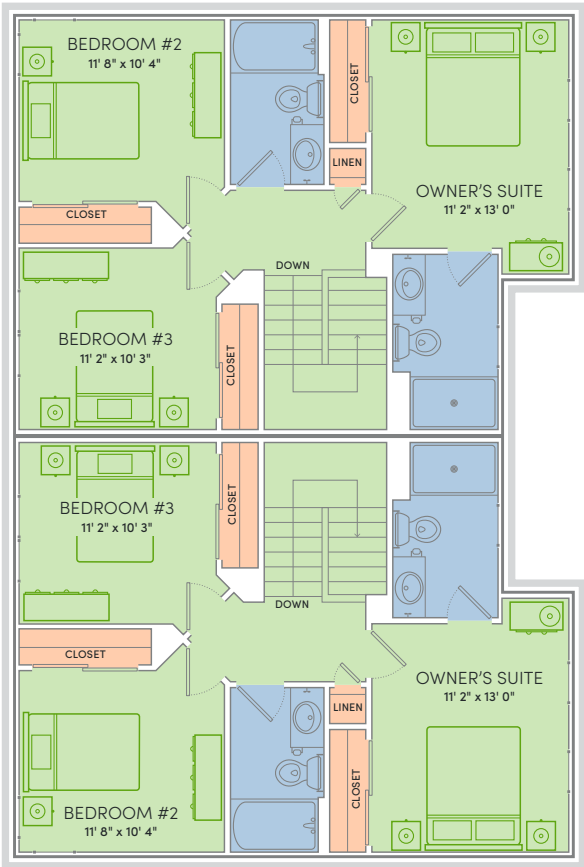 BEDROOM #2
11' 8" x 10' 4"
CLOSET
LINEN
OWNER'S SUITE
11' 2" x 13' 0"
CLOSET
DOWN
BEDROOM #3
11' 2" x 10' 3"
CLOSET
BEDROOM #3
11' 2" x 10' 3"
CLOSET
DOWN
CLOSET
OWNER'S SUITE
11' 2" x 13' 0"
LINEN
CLOSET
BEDROOM #2
11' 8" x 10' 4"